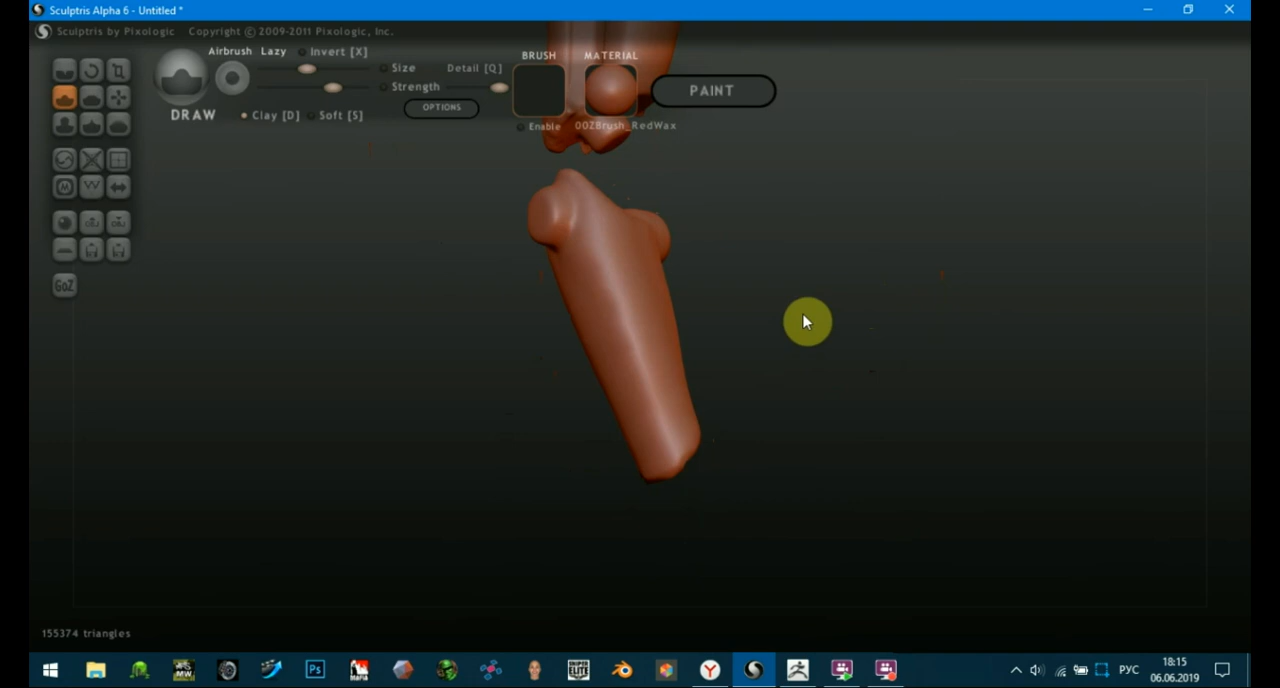 Sculptris Alpha 6 - Untitled *
Sculptris by Pixologic Copyright © 2009-2011 Pixologic, Inc.
Airbrush Lazy Invert [X]
BRUSH MATERIAL
Size Detail [Q]
Strength
PAINT
OPTIONS
DRAW Clay [D] Soft [S]
Enable 00ZBrush_RedWax
GoZ
155374 triangles
Ps
РУС
18:15
06.06.2019